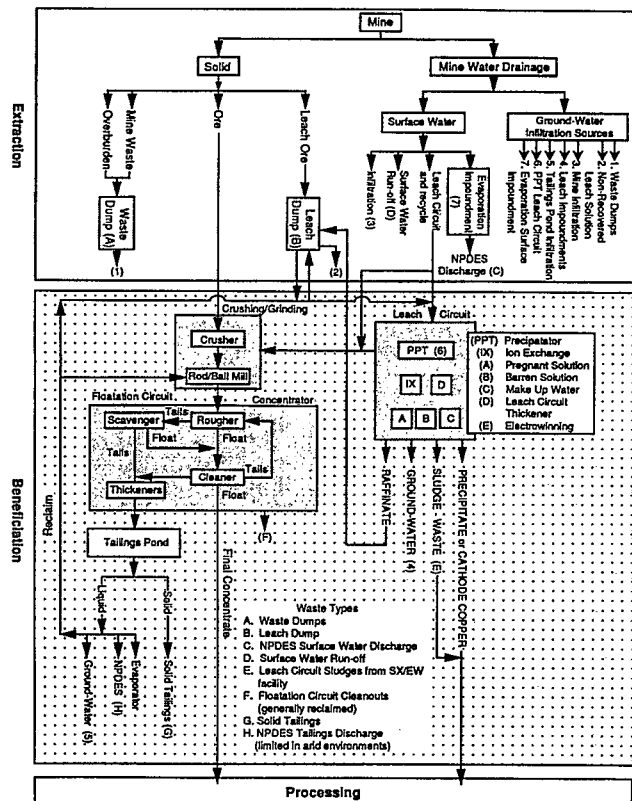 Mine
Solid
Mine Water Drainage
Extraction
Overburden
Mine Waste
Ore
Leach Ore
Surface Water
Ground-Water
Infiltration Sources
Infiltration (3)
Surface Water
Run-off (D)
Leach Circuit
and recycle
Evaporation
Impoundment
(7)
NPDES
Discharge (C)
1. Waste Dumps
2. Non-Recovered
Leach Solution
3. Mine Infiltration
4. Leach Impoundments
5. Tailings Pond Infiltration
6. PPT Leach Circuit
7. Evaporation Surface
Impoundment
Waste
Dump (A)
(1)
Leach
Dump (B)
(2)
Crushing/Grinding
Crusher
Rod/Ball Mill
Leach Circuit
PPT (6)
IX
D
A
B
C
(PPT) Precipatator
(IX) Ion Exchange
(A) Pregnant Solution
(B) Barren Solution
(C) Make Up Water
(D) Leach Circuit
Thickener
(E) Electrowinning
Beneficiation
Reclaim
Floatation Circuit
Concentrator
Scavenger
Tails
Rougher
Float
Float
Tails
Cleaner
Tails
Thickeners
Float
(F)
Tailings Pond
Liquid
Solid
Ground-Water (5)
NPDES (H)
Evaporator
Solid Tailings (G)
Final Concentrate
RAFFINATE
GROUND-WATER (4)
SLUDGE WASTE (E)
PRECIPITATE or CATHODE COPPER
Waste Types
A. Waste Dumps
B. Leach Dump
C. NPDES Surface Water Discharge
D. Surface Water Run-off
E. Leach Circuit Sludges from SX/EW
facility
F. Floatation Circuit Cleanouts
(generally reclaimed)
G. Solid Tailings
H. NPDES Tailings Discharge
(limited in arid environments)
Processing